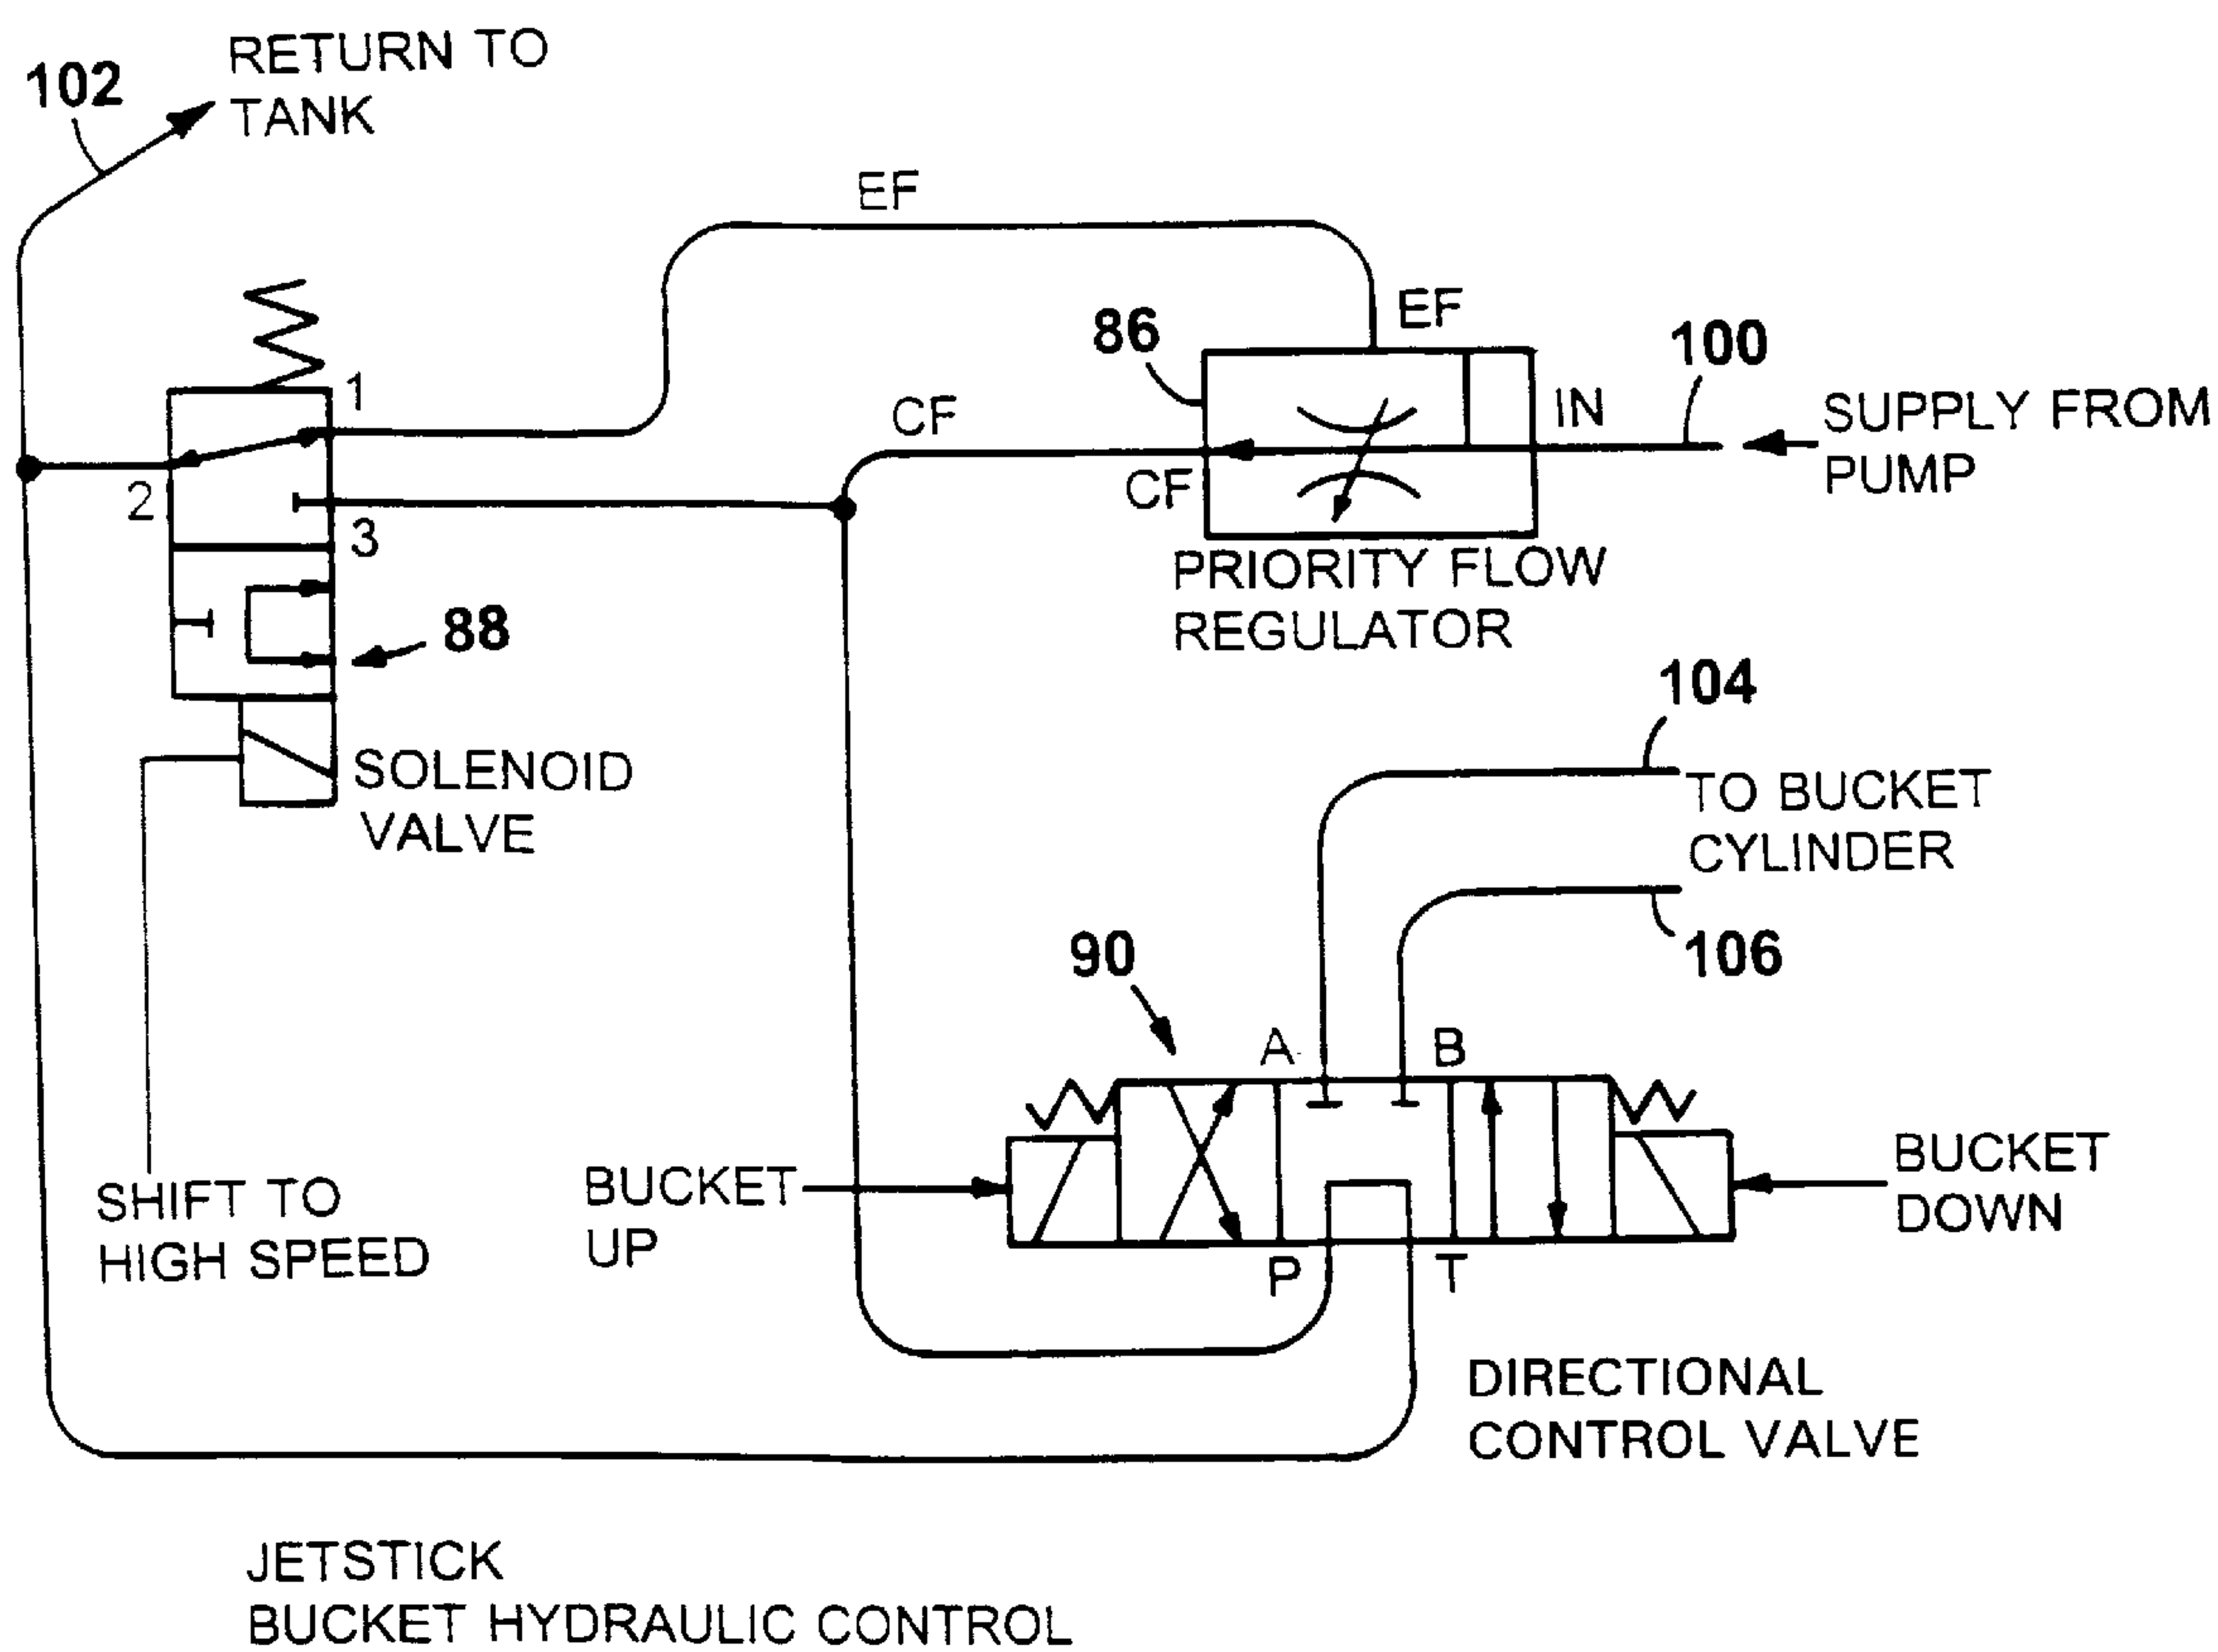 RETURN TO
TANK
102
EF
EF
86
100
IN
SUPPLY FROM
PUMP
1
CF
CF
2
3
PRIORITY FLOW
REGULATOR
88
104
SOLENOID
VALVE
TO BUCKET
CYLINDER
90
106
A
B
BUCKET
UP
BUCKET
DOWN
SHIFT TO
HIGH SPEED
P
T
DIRECTIONAL
CONTROL VALVE
JETSTICK
BUCKET HYDRAULIC CONTROL